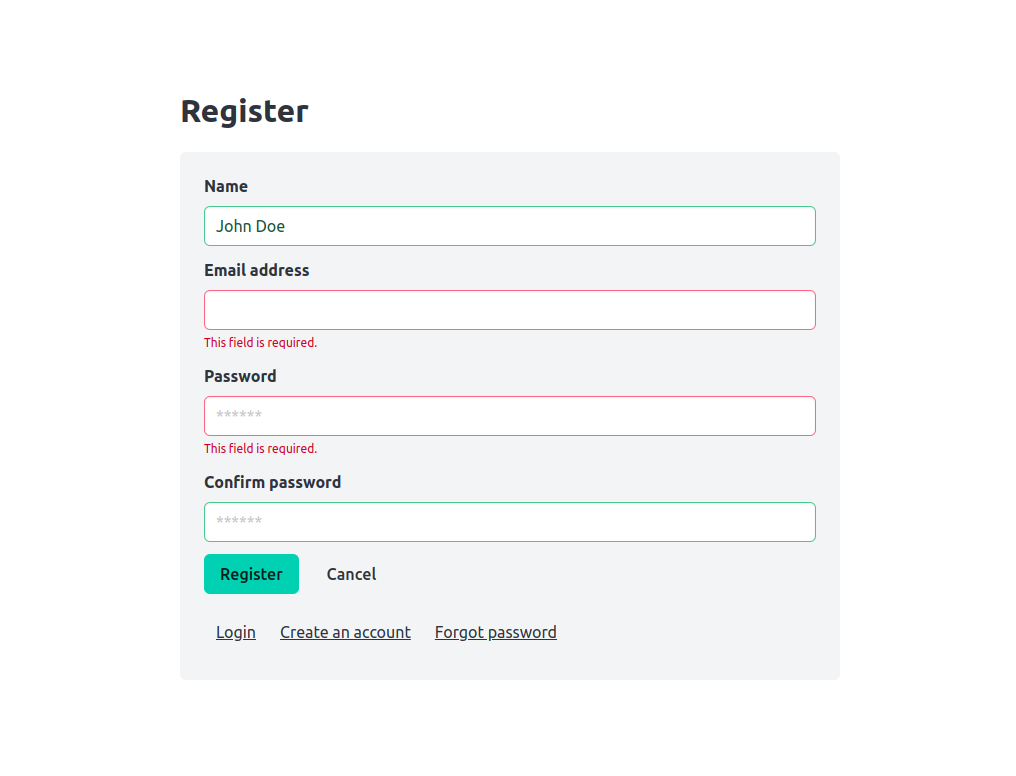 Register
Name
John Doe
Email address
This field is required.
Password
******
This field is required.
Confirm password
******
Register Cancel
Login Create an account Forgot password